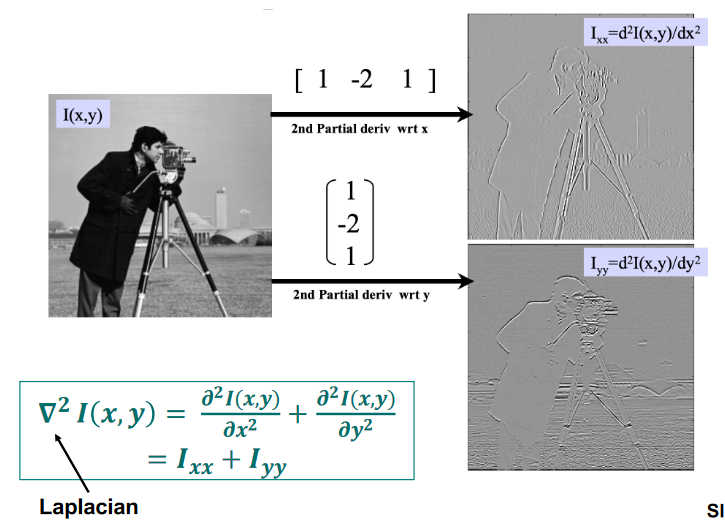 I(x,y)
[ 1 -2 1 ]
2nd Partial deriv wrt x
Iₓₓ=d²I(x,y)/dx²
1
-2
1
2nd Partial deriv wrt y
Iyy=d²I(x,y)/dy²
∇² I(x, y) = ∂²I(x,y)/∂x² + ∂²I(x,y)/∂y²
= Iₓₓ + Iyy
Laplacian
SI